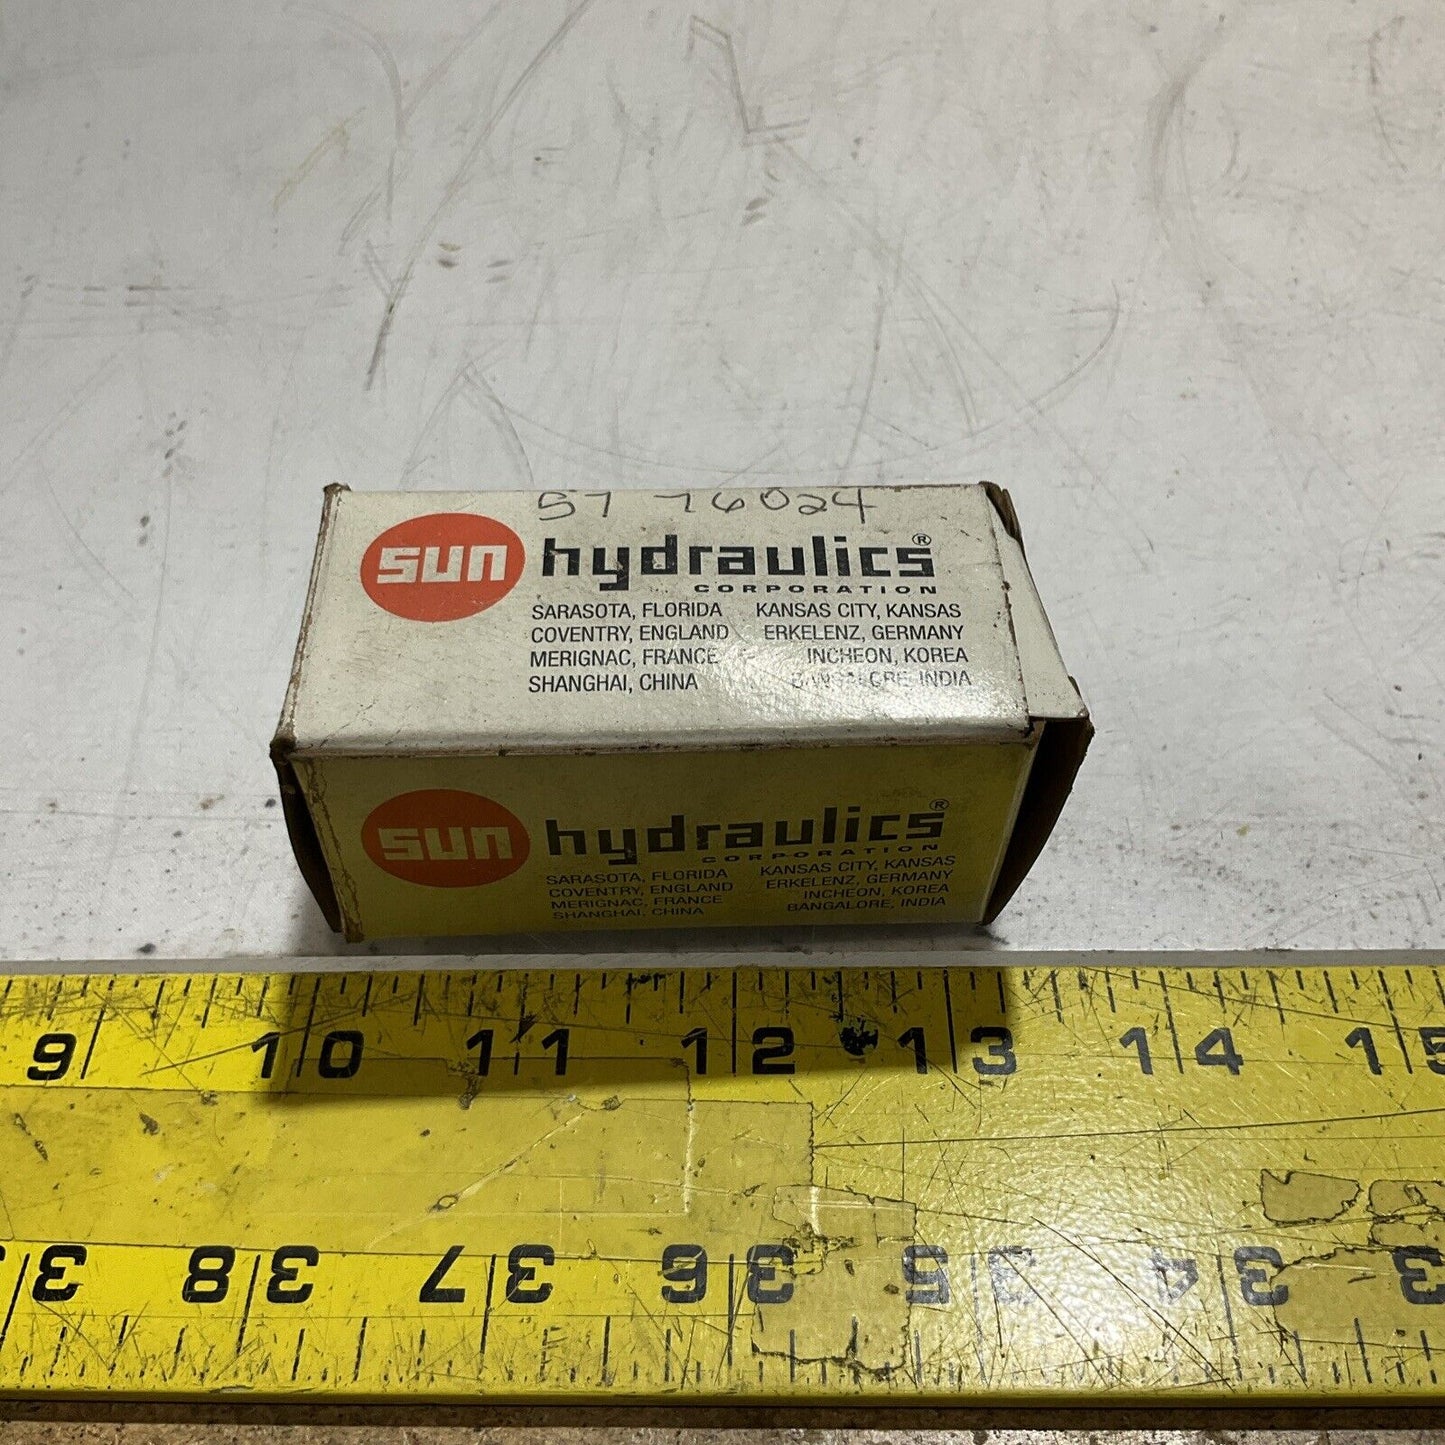 57 76024
SUN hydraulics®
CORPORATION
SARASOTA, FLORIDA KANSAS CITY, KANSAS
COVENTRY, ENGLAND ERKELENZ, GERMANY
MERIGNAC, FRANCE INCHEON, KOREA
SHANGHAI, CHINA BANGALORE, INDIA
SUN hydraulics®
CORPORATION
SARASOTA, FLORIDA KANSAS CITY, KANSAS
COVENTRY, ENGLAND ERKELENZ, GERMANY
MERIGNAC, FRANCE INCHEON, KOREA
SHANGHAI, CHINA BANGALORE, INDIA
9 10 11 12 13 14 15
38 37 36 35 34